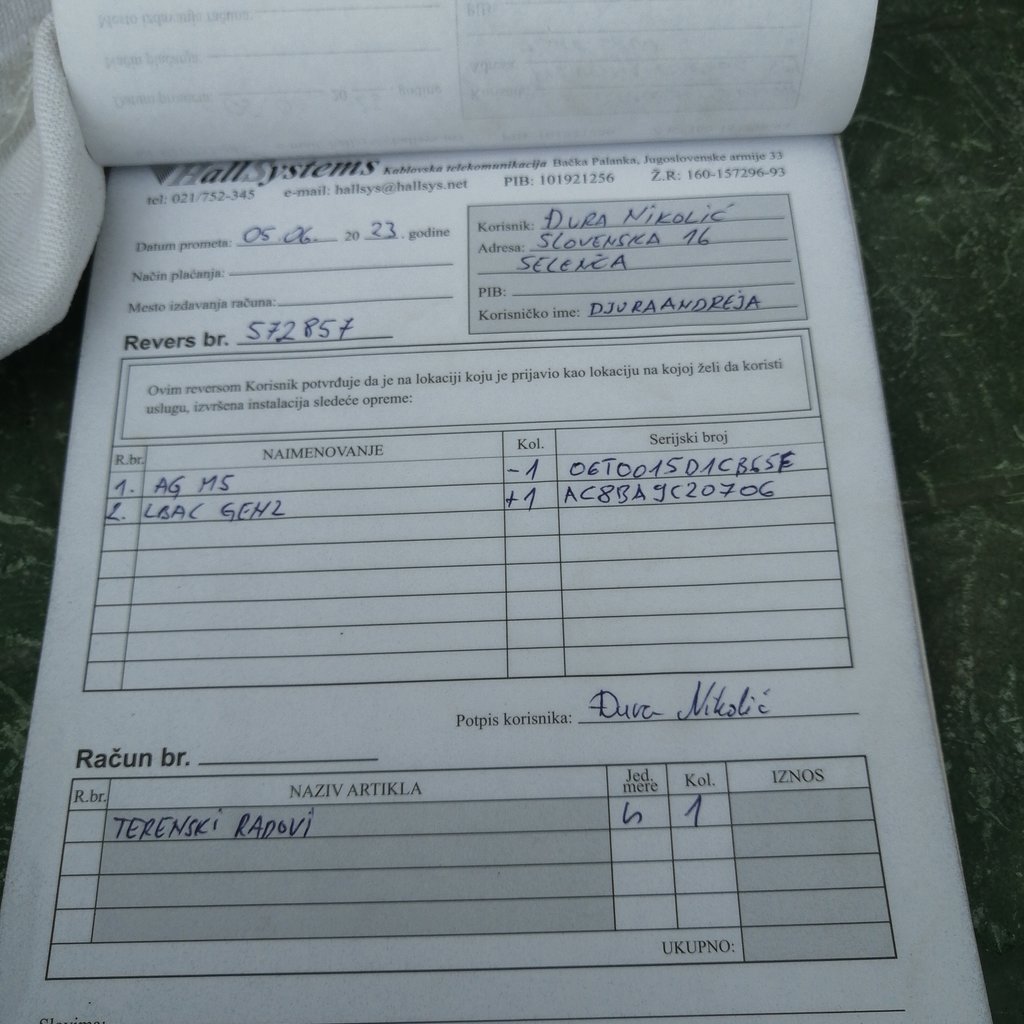 HallSystems Kablovska telekomunikacija Bačka Palanka, Jugoslovenske armije 33
tel: 021/752-345 e-mail: hallsys@hallsys.net PIB: 101921256 Ž.R: 160-157296-93
Datum prometa: 05.06. 20 23. godine
Način plaćanja:
Mesto izdavanja računa:
Revers br. 572857
Korisnik: ĐURA NIKOLIĆ
Adresa: SLOVENSKA 16
SELENČA
PIB:
Korisničko ime: DJURAANDREJA
Ovim reversom Korisnik potvrđuje da je na lokaciji koju je prijavio kao lokaciju na kojoj želi da koristi
uslugu, izvršena instalacija sledeće opreme:
R.br. NAIMENOVANJE Kol. Serijski broj
1. AG M5 -1 06T0015D1CB65E
2. LBAC GEN2 +1 AC8BA9C20706
Potpis korisnika: Đura Nikolić
Račun br.
R.br. NAZIV ARTIKLA Jed. mere Kol. IZNOS
TERENSKI RADOVI h 1
UKUPNO: